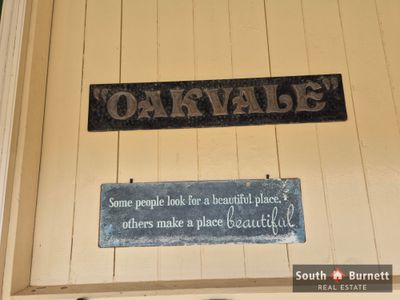 "OAKVALE"
Some people look for a beautiful place,
others make a place beautiful.
South Burnett
REAL ESTATE